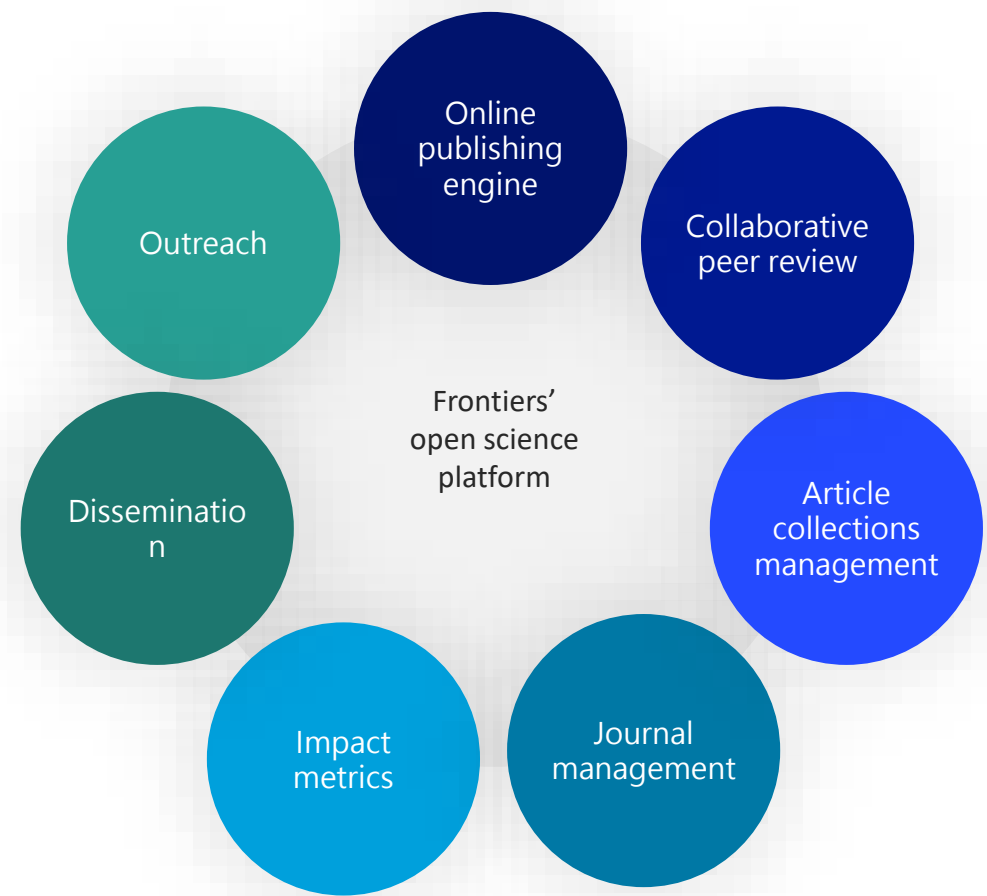 Online
publishing
engine
Collaborative
peer review
Article
collections
management
Journal
management
Impact
metrics
Disseminatio
n
Outreach
Frontiers’
open science
platform